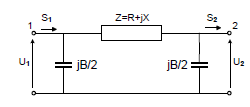 S₁ Z=R+jX S₂
1 2
U₁ jB/2 jB/2 U₂